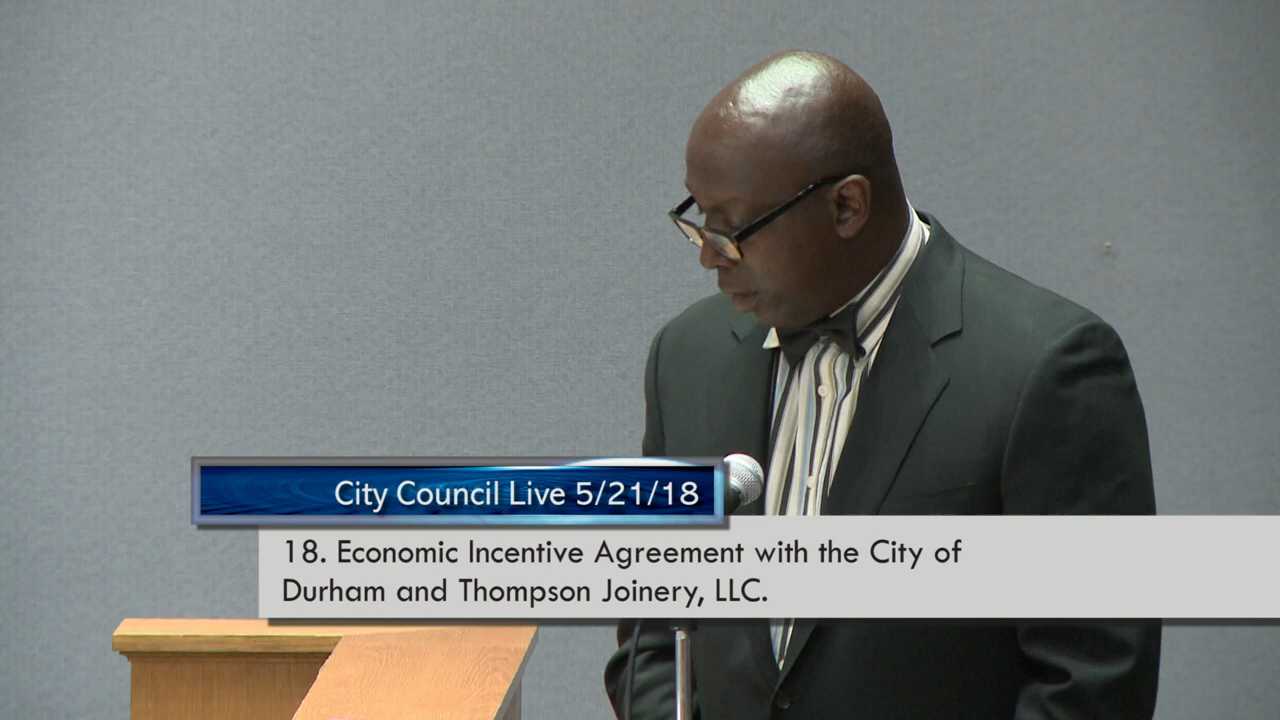 City Council Live 5/21/18
18. Economic Incentive Agreement with the City of
Durham and Thompson Joinery, LLC.